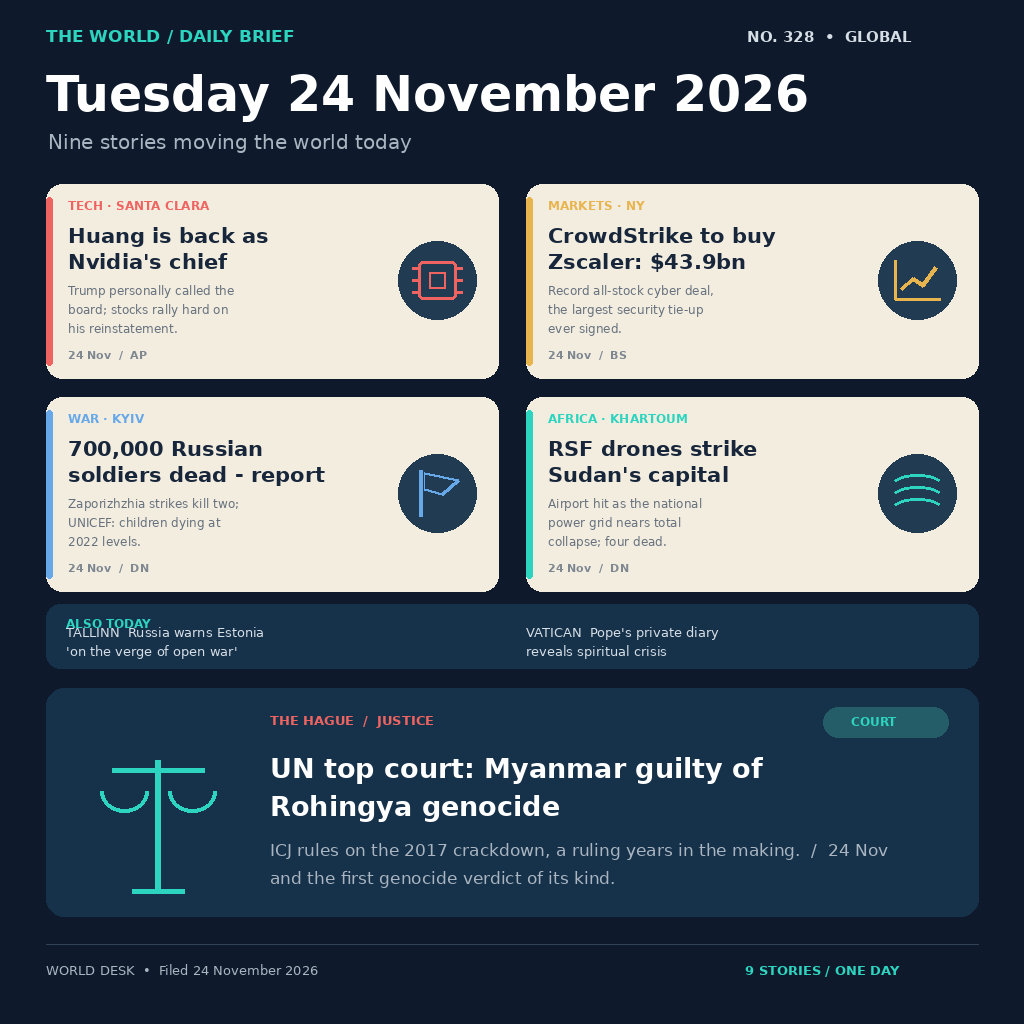 THE WORLD / DAILY BRIEF
NO. 328 • GLOBAL
Tuesday 24 November 2026
Nine stories moving the world today
TECH · SANTA CLARA
Huang is back as
Nvidia's chief
Trump personally called the
board; stocks rally hard on
his reinstatement.
24 Nov / AP
MARKETS · NY
CrowdStrike to buy
Zscaler: $43.9bn
Record all-stock cyber deal,
the largest security tie-up
ever signed.
24 Nov / BS
WAR · KYIV
700,000 Russian
soldiers dead - report
Zaporizhzhia strikes kill two;
UNICEF: children dying at
2022 levels.
24 Nov / DN
AFRICA · KHARTOUM
RSF drones strike
Sudan's capital
Airport hit as the national
power grid nears total
collapse; four dead.
24 Nov / DN
ALSO TODAY
TALLINN Russia warns Estonia
'on the verge of open war'
VATICAN Pope's private diary
reveals spiritual crisis
THE HAGUE / JUSTICE
COURT
UN top court: Myanmar guilty of
Rohingya genocide
ICJ rules on the 2017 crackdown, a ruling years in the making. / 24 Nov
and the first genocide verdict of its kind.
WORLD DESK • Filed 24 November 2026
9 STORIES / ONE DAY